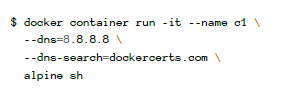 $ docker container run -it --name c1 \
--dns=8.8.8.8 \
--dns-search=dockercerts.com \
alpine sh